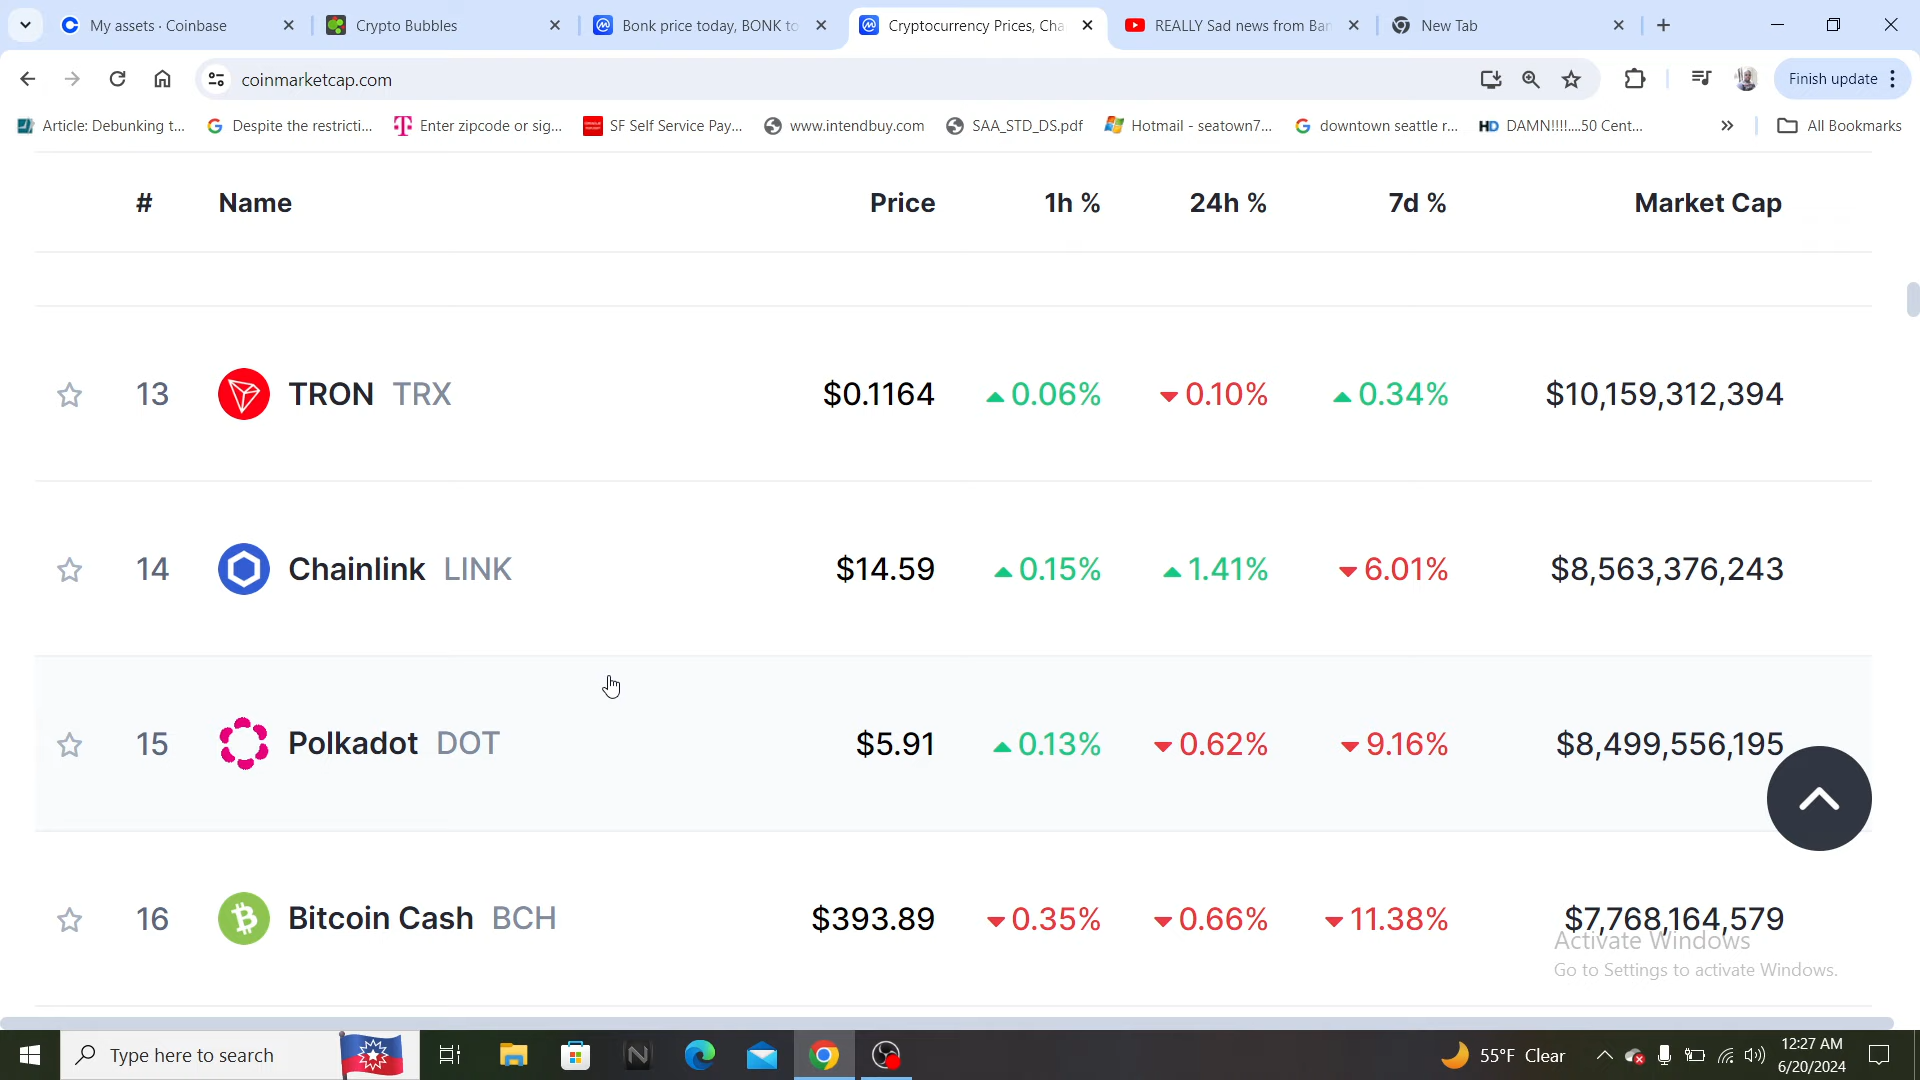 My assets · Coinbase
Crypto Bubbles
Bonk price today, BONK to
Cryptocurrency Prices, Cha
REALLY Sad news from Ban
New Tab
coinmarketcap.com
Finish update
Article: Debunking t...
Despite the restricti...
Enter zipcode or sig...
SF Self Service Pay...
www.intendbuy.com
SAA_STD_DS.pdf
Hotmail - seatown7...
downtown seattle r...
HD DAMN!!!!....50 Cent...
All Bookmarks
# Name Price 1h % 24h % 7d % Market Cap
13 TRON TRX $0.1164 0.06% 0.10% 0.34% $10,159,312,394
14 Chainlink LINK $14.59 0.15% 1.41% 6.01% $8,563,376,243
15 Polkadot DOT $5.91 0.13% 0.62% 9.16% $8,499,556,195
16 Bitcoin Cash BCH $393.89 0.35% 0.66% 11.38% $7,768,164,579
Activate Windows
Go to Settings to activate Windows.
Type here to search
55°F Clear
12:27 AM
6/20/2024